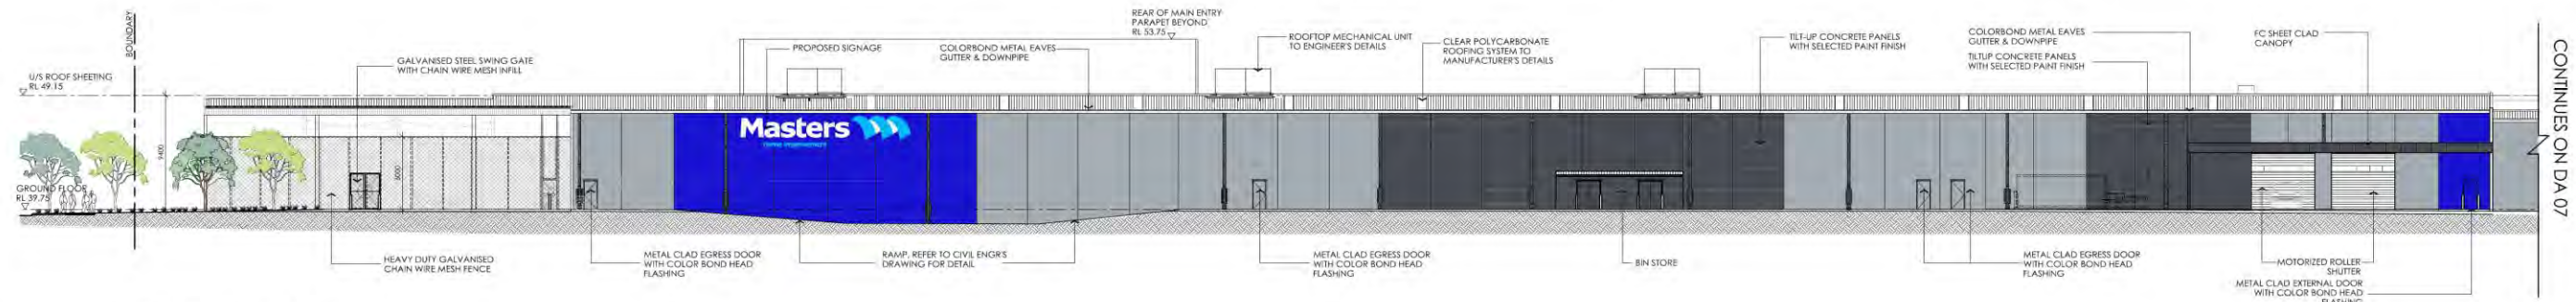 BOUNDARY
U/S ROOF SHEETING
RL 49.15
GALVANISED STEEL SWING GATE
WITH CHAIN WIRE MESH INFILL
PROPOSED SIGNAGE
COLORBOND METAL EAVES
GUTTER & DOWNPIPE
REAR OF MAIN ENTRY
PARAPET BEYOND
RL 53.75
ROOFTOP MECHANICAL UNIT
TO ENGINEER'S DETAILS
CLEAR POLYCARBONATE
ROOFING SYSTEM TO
MANUFACTURER'S DETAILS
TILT-UP CONCRETE PANELS
WITH SELECTED PAINT FINISH
COLORBOND METAL EAVES
GUTTER & DOWNPIPE
TILTUP CONCRETE PANELS
WITH SELECTED PAINT FINISH
FC SHEET CLAD
CANOPY
CONTINUES ON DA 07
9400
6000
Masters
home improvement
GROUND FLOOR
RL 39.75
HEAVY DUTY GALVANISED
CHAIN WIRE MESH FENCE
METAL CLAD EGRESS DOOR
WITH COLOR BOND HEAD
FLASHING
RAMP, REFER TO CIVIL ENGR'S
DRAWING FOR DETAIL
METAL CLAD EGRESS DOOR
WITH COLOR BOND HEAD
FLASHING
BIN STORE
METAL CLAD EGRESS DOOR
WITH COLOR BOND HEAD
FLASHING
MOTORIZED ROLLER
SHUTTER
METAL CLAD EXTERNAL DOOR
WITH COLOR BOND HEAD
FLASHING